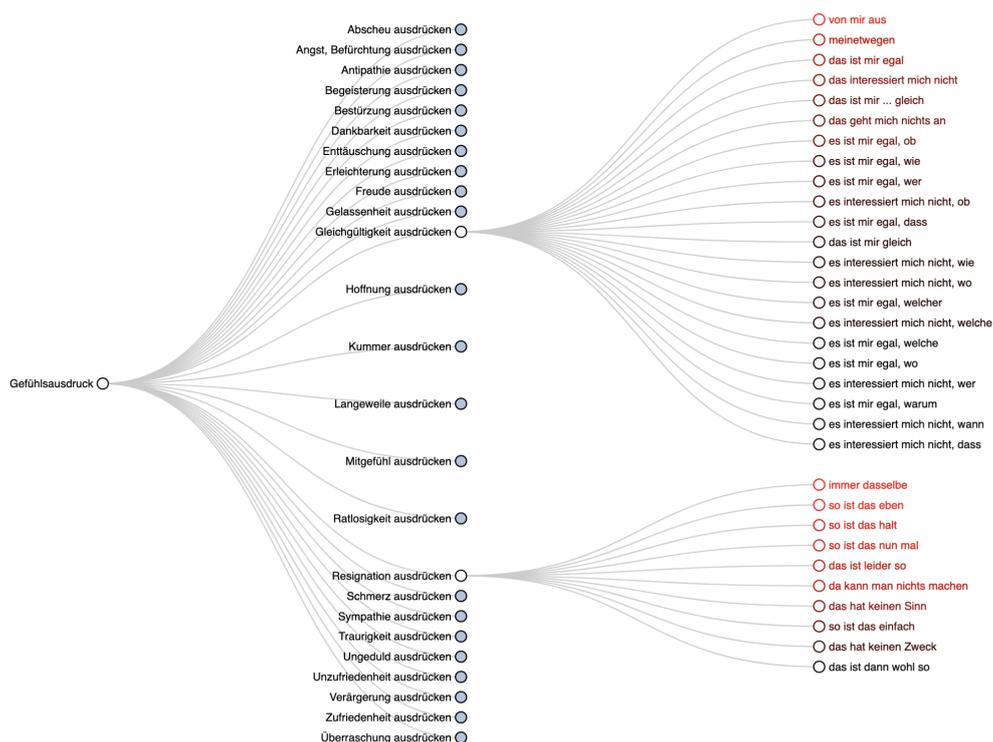 Gefühlsausdruck
Abscheu ausdrücken
Angst, Befürchtung ausdrücken
Antipathie ausdrücken
Begeisterung ausdrücken
Bestürzung ausdrücken
Dankbarkeit ausdrücken
Enttäuschung ausdrücken
Erleichterung ausdrücken
Freude ausdrücken
Gelassenheit ausdrücken
Gleichgültigkeit ausdrücken
Hoffnung ausdrücken
Kummer ausdrücken
Langeweile ausdrücken
Mitgefühl ausdrücken
Ratlosigkeit ausdrücken
Resignation ausdrücken
Schmerz ausdrücken
Sympathie ausdrücken
Traurigkeit ausdrücken
Ungeduld ausdrücken
Unzufriedenheit ausdrücken
Verärgerung ausdrücken
Zufriedenheit ausdrücken
Überraschung ausdrücken
von mir aus
meinetwegen
das ist mir egal
das interessiert mich nicht
das ist mir ... gleich
das geht mich nichts an
es ist mir egal, ob
es ist mir egal, wie
es ist mir egal, wer
es interessiert mich nicht, ob
es ist mir egal, dass
das ist mir gleich
es interessiert mich nicht, wie
es interessiert mich nicht, wo
es ist mir egal, welcher
es interessiert mich nicht, welche
es ist mir egal, welche
es ist mir egal, wo
es interessiert mich nicht, wer
es ist mir egal, warum
es interessiert mich nicht, wann
es interessiert mich nicht, dass
immer dasselbe
so ist das eben
so ist das halt
so ist das nun mal
das ist leider so
da kann man nichts machen
das hat keinen Sinn
so ist das einfach
das hat keinen Zweck
das ist dann wohl so